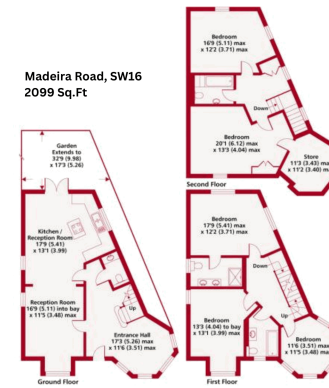 Madeira Road, SW16
2099 Sq.Ft
Bedroom
16'9 (5.11) max
x 12'2 (3.71) max
Down
Bedroom
20'1 (6.12) max
x 13'3 (4.04) max
Store
11'3 (3.43) max
x 11'2 (3.40) max
Second Floor
Garden
Extends to
32'9 (9.98)
x 17'3 (5.26)
Kitchen /
Reception Room
17'9 (5.41)
x 13'1 (3.99)
Reception Room
16'9 (5.11) into bay
x 11'5 (3.48) max
Up
Entrance Hall
17'3 (5.26) max
x 11'6 (3.51) max
Ground Floor
Bedroom
17'9 (5.41) max
x 12'2 (3.71) max
Down
Bedroom
13'3 (4.04) to bay
x 13'1 (3.99) max
Up
Bedroom
11'6 (3.51) max
x 11'5 (3.48) max
First Floor